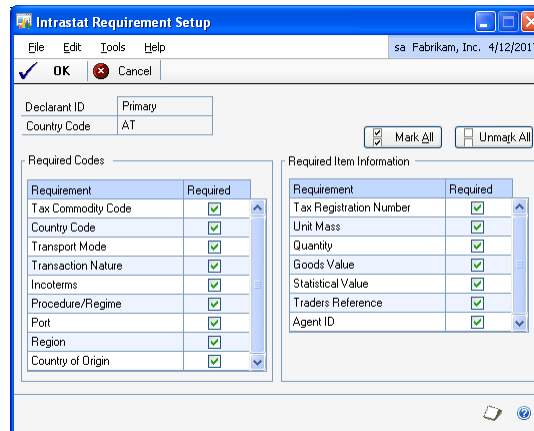 Intrastat Requirement Setup
File Edit Tools Help sa Fabrikam, Inc. 4/12/201
OK Cancel
Declarant ID Primary
Country Code AT
Mark All Unmark All
Required Codes
Requirement Required
Tax Commodity Code
Country Code
Transport Mode
Transaction Nature
Incoterms
Procedure/Regime
Port
Region
Country of Origin
Required Item Information
Requirement Required
Tax Registration Number
Unit Mass
Quantity
Goods Value
Statistical Value
Traders Reference
Agent ID